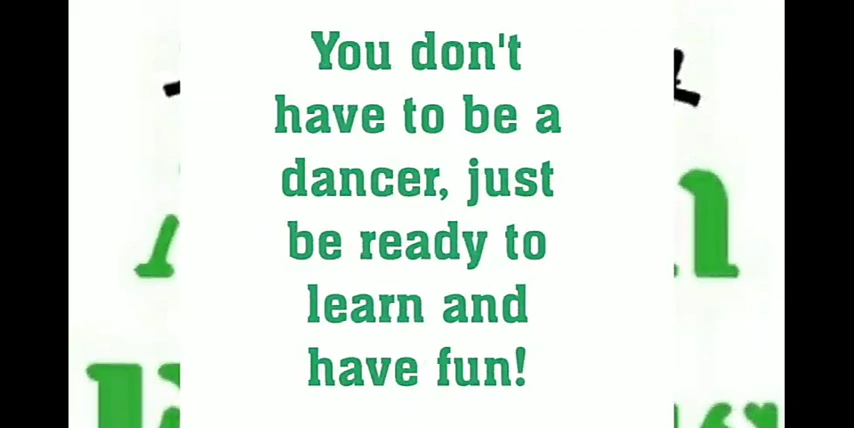 You don't
have to be a
dancer, just
be ready to
learn and
have fun!